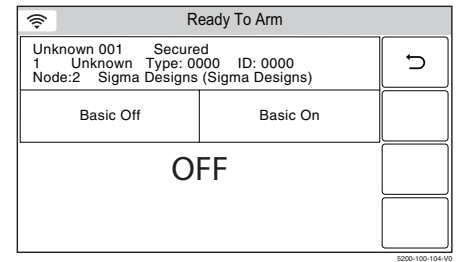 Ready To Arm
Unknown 001 Secured
1 Unknown Type: 0000 ID: 0000
Node:2 Sigma Designs (Sigma Designs)
Basic Off Basic On
OFF
5200-100-104-V0